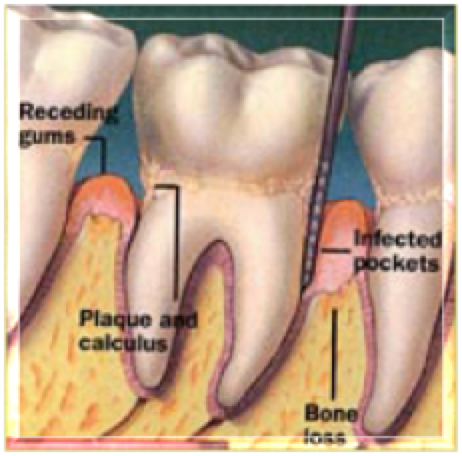 Receding
gums
Infected
pockets
Plaque and
calculus
Bone
loss